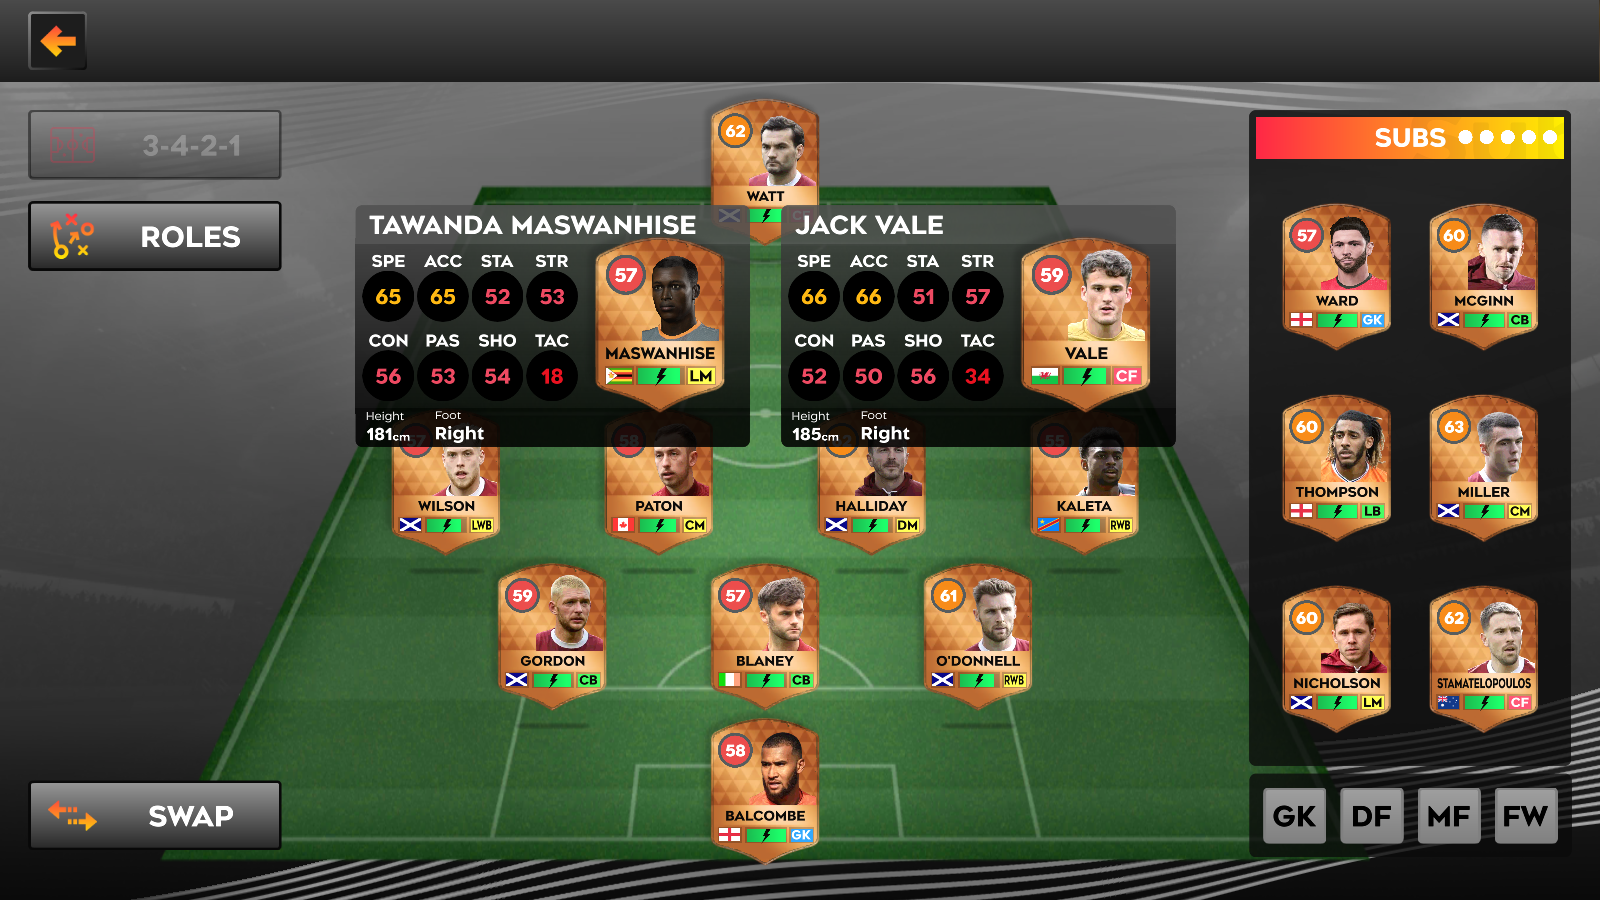 3-4-2-1
ROLES
SWAP
62
WATT
TAWANDA MASWANHISE
SPE ACC STA STR
65 65 52 53
CON PAS SHO TAC
56 53 54 18
Height Foot
181cm Right
57
MASWANHISE
LM
JACK VALE
SPE ACC STA STR
66 66 51 57
CON PAS SHO TAC
52 50 56 34
Height Foot
185cm Right
59
VALE
CF
57
WILSON
LWB
58
PATON
CM
HALLIDAY
DM
55
KALETA
RWB
59
GORDON
CB
57
BLANEY
CB
61
O'DONNELL
RWB
58
BALCOMBE
GK
SUBS
57
WARD
GK
60
MCGINN
CB
60
THOMPSON
LB
63
MILLER
CM
60
NICHOLSON
LM
62
STAMATELOPOULOS
CF
GK DF MF FW